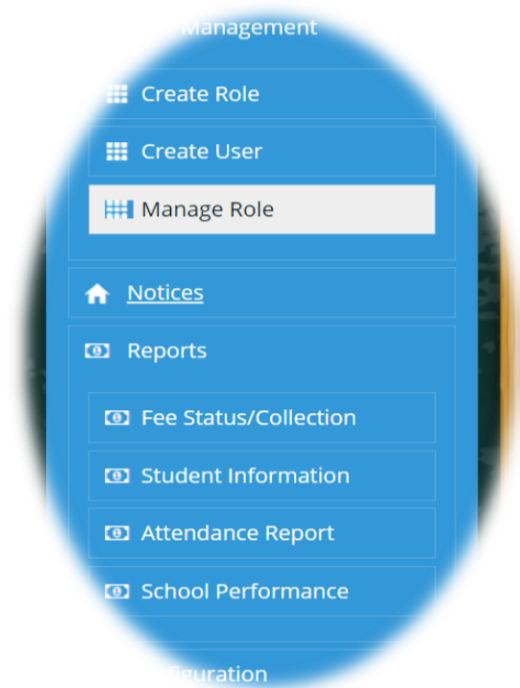 Management
Create Role
Create User
Manage Role
Notices
Reports
Fee Status/Collection
Student Information
Attendance Report
School Performance